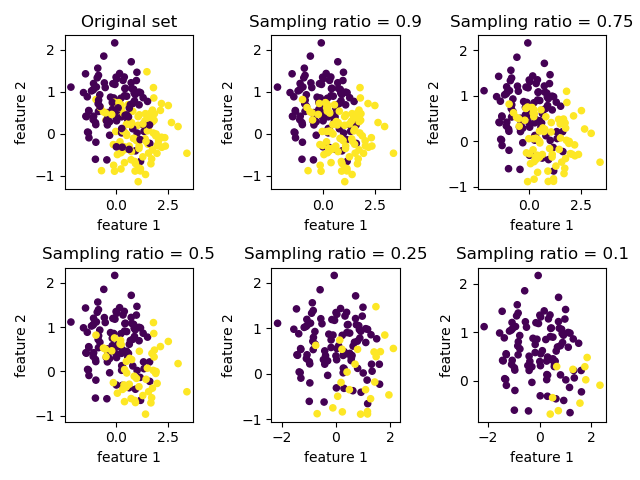 Original set
Sampling ratio = 0.9
Sampling ratio = 0.75
2
1
0
−1
feature 2
0.0
2.5
feature 1
2
1
0
−1
feature 2
0.0
2.5
feature 1
2
1
0
−1
feature 2
0.0
2.5
feature 1
Sampling ratio = 0.5
Sampling ratio = 0.25
Sampling ratio = 0.1
2
1
0
−1
feature 2
0.0
2.5
feature 1
2
1
0
−1
feature 2
−2
0
2
feature 1
2
1
0
feature 2
−2
0
2
feature 1